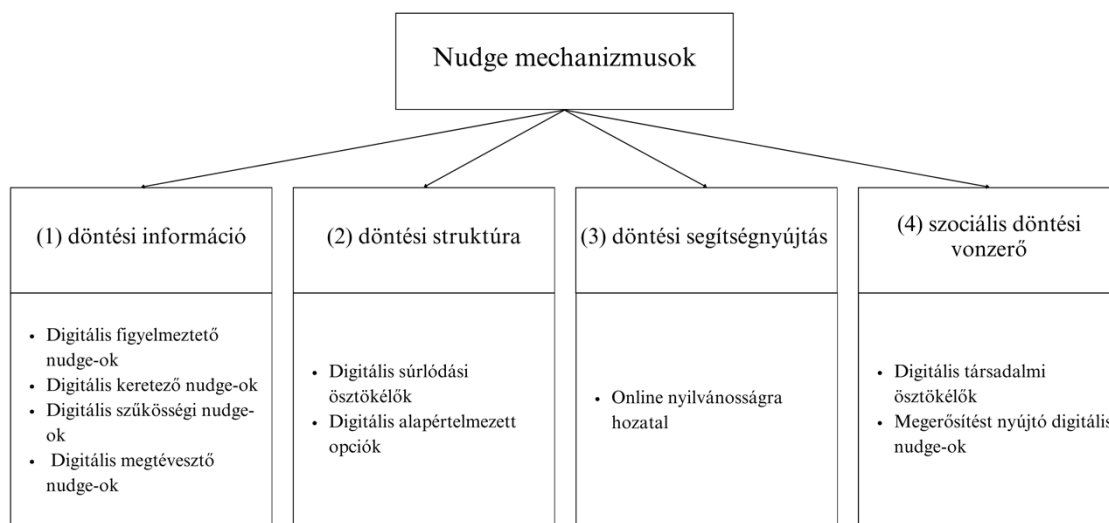 Nudge mechanizmusok
(1) döntési információ
• Digitális figyelmeztető
nudge-ok
• Digitális keretező nudge-ok
• Digitális szűkösségi nudge-
ok
• Digitális megtévesztő
nudge-ok
(2) döntési struktúra
• Digitális súrlódási
ösztökélők
• Digitális alapértelmezett
opciók
(3) döntési segítségnyújtás
• Online nyilvánosságra
hozatal
(4) szociális döntési
vonzerő
• Digitális társadalmi
ösztökélők
• Megerősítést nyújtó digitális
nudge-ok